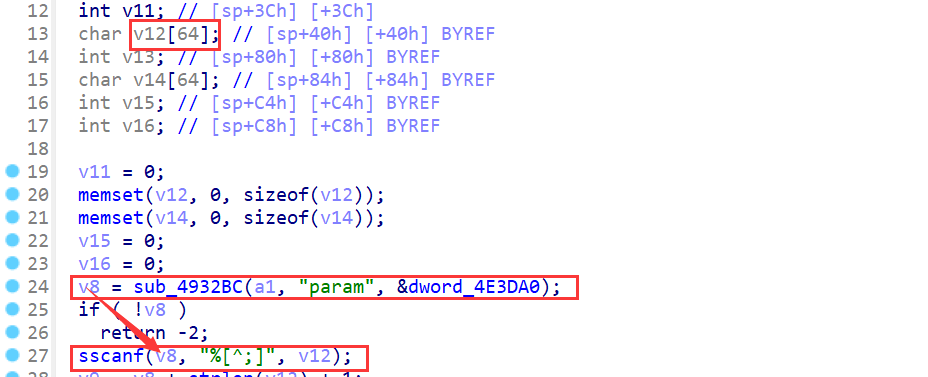 12 int v11; // [sp+3Ch] [+3Ch]
13 char v12[64]; // [sp+40h] [+40h] BYREF
14 int v13; // [sp+80h] [+80h] BYREF
15 char v14[64]; // [sp+84h] [+84h] BYREF
16 int v15; // [sp+C4h] [+C4h] BYREF
17 int v16; // [sp+C8h] [+C8h] BYREF
18
19 v11 = 0;
20 memset(v12, 0, sizeof(v12));
21 memset(v14, 0, sizeof(v14));
22 v15 = 0;
23 v16 = 0;
24 v8 = sub_4932BC(a1, "param", &dword_4E3DA0);
25 if ( !v8 )
26 return -2;
27 sscanf(v8, "%[^;]", v12);